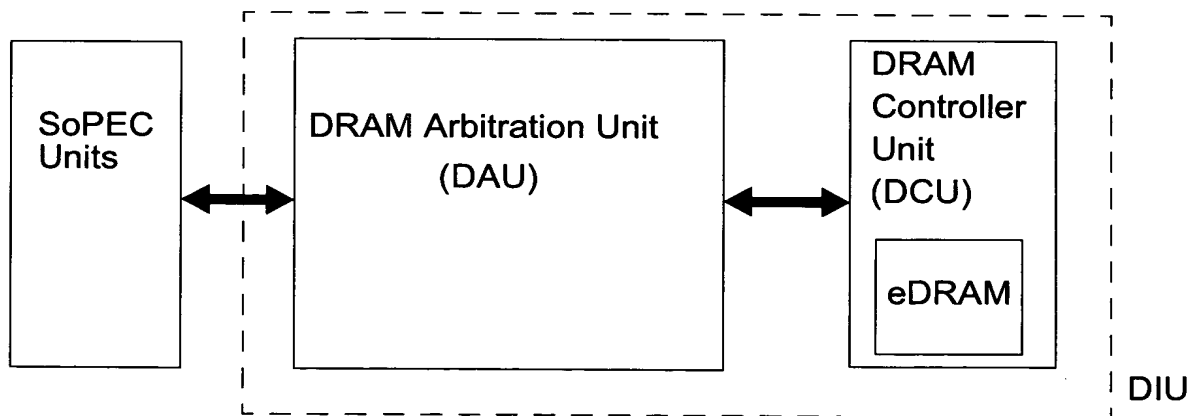 SoPEC
Units
DRAM Arbitration Unit
(DAU)
DRAM
Controller
Unit
(DCU)
eDRAM
DIU